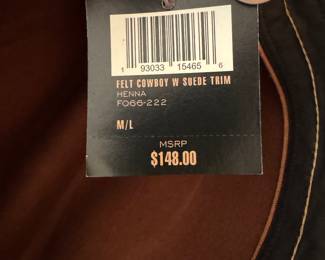 1 93033 15465 6
FELT COWBOY W SUEDE TRIM
HENNA
F066-222
M/L
MSRP
$148.00